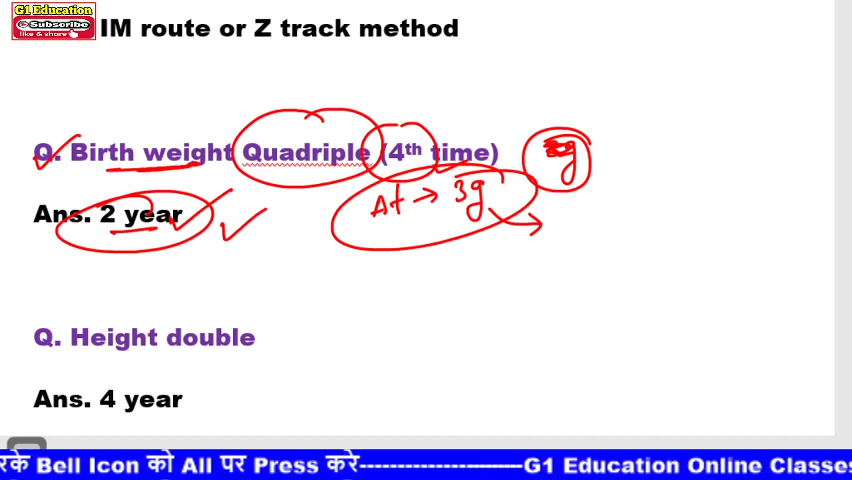 G1 Education
Subscribe
like & share
IM route or Z track method
Q. Birth weight Quadriple (4th time)
At → 3g
Ans. 2 year
Q. Height double
Ans. 4 year
रके Bell Icon को All पर Press करे-----------------------G1 Education Online Classes